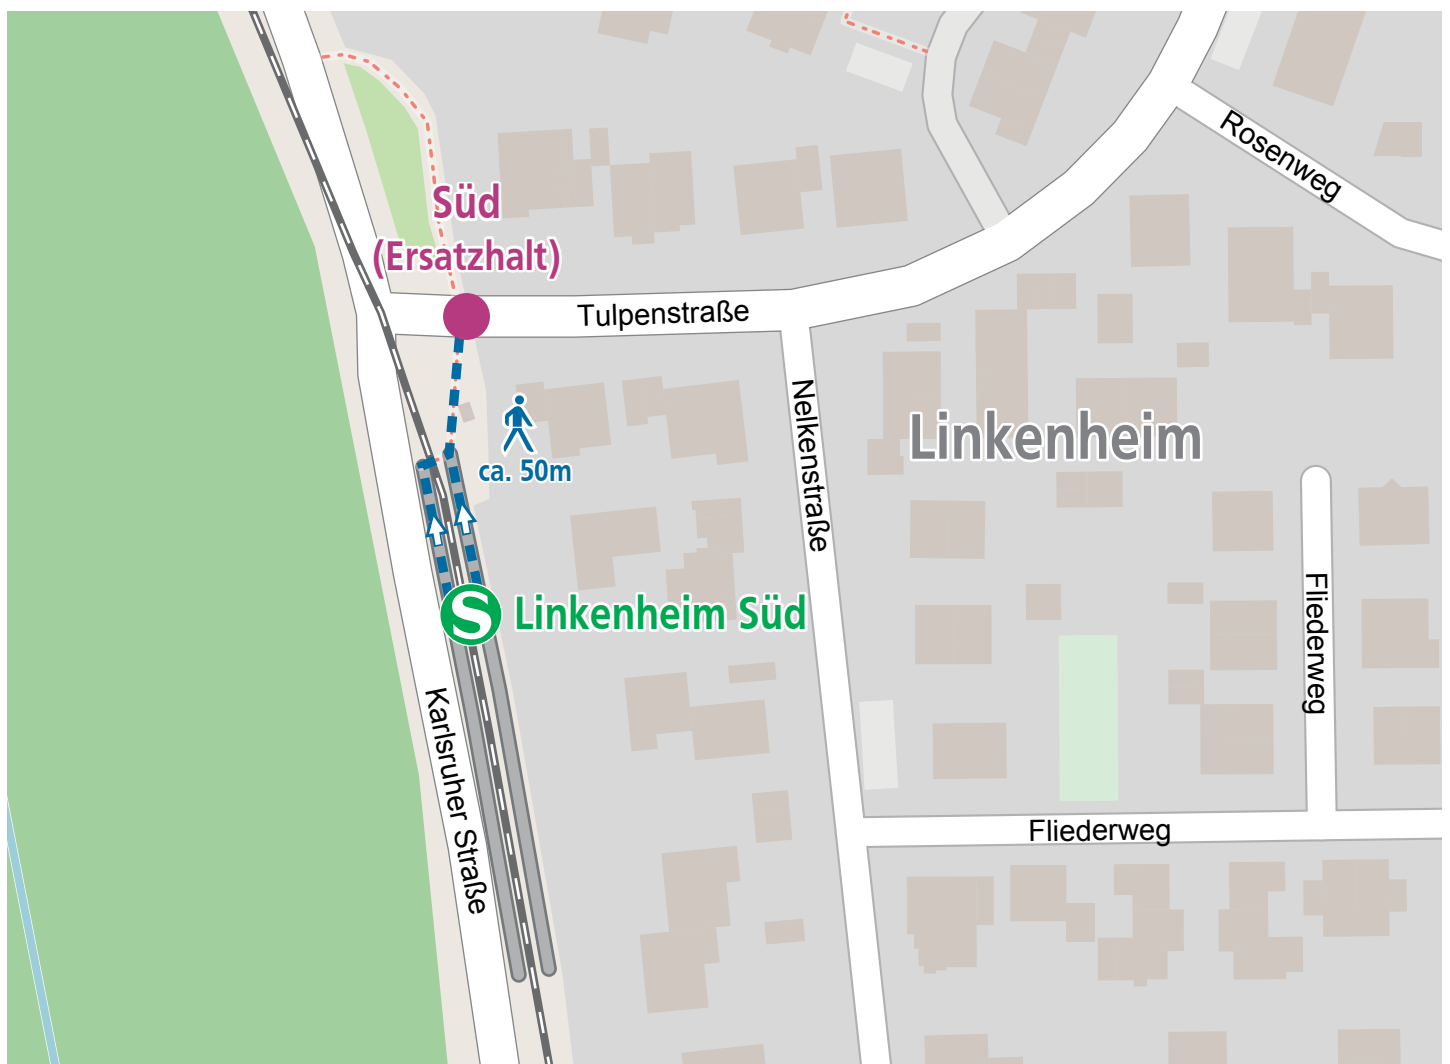 Rosenweg
Süd
(Ersatzhalt)
Tulpenstraße
Nelkenstraße
Linkenheim
ca. 50m
Fliederweg
S
Linkenheim Süd
Karlsruher Straße
Fliederweg